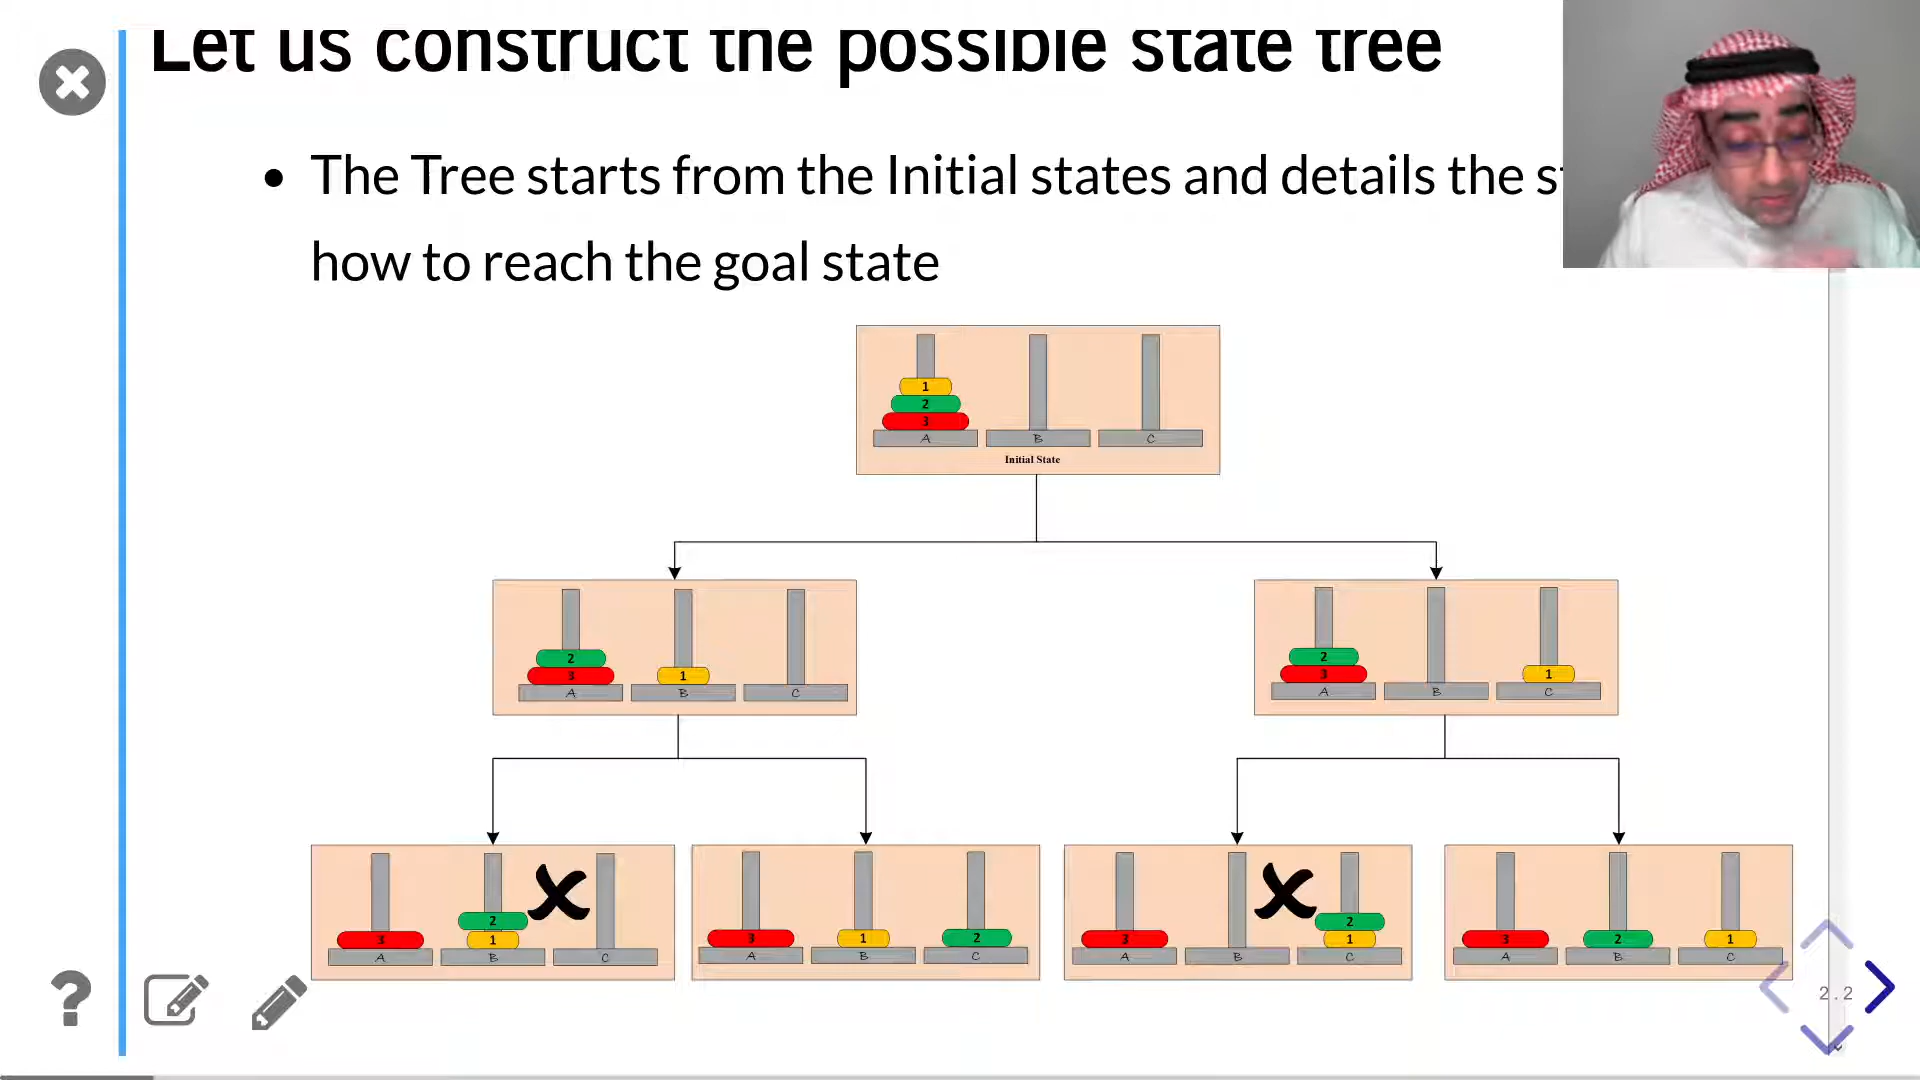 Let us construct the possible state tree
The Tree starts from the Initial states and details the
how to reach the goal state
1
2
3
A B C
Initial State
2
3 1
A B C
2
3 1
A B C
2
3 1
A B C
3 1 2
A B C
2
3 1
A B C
3 2 1
A B C
?
2.2